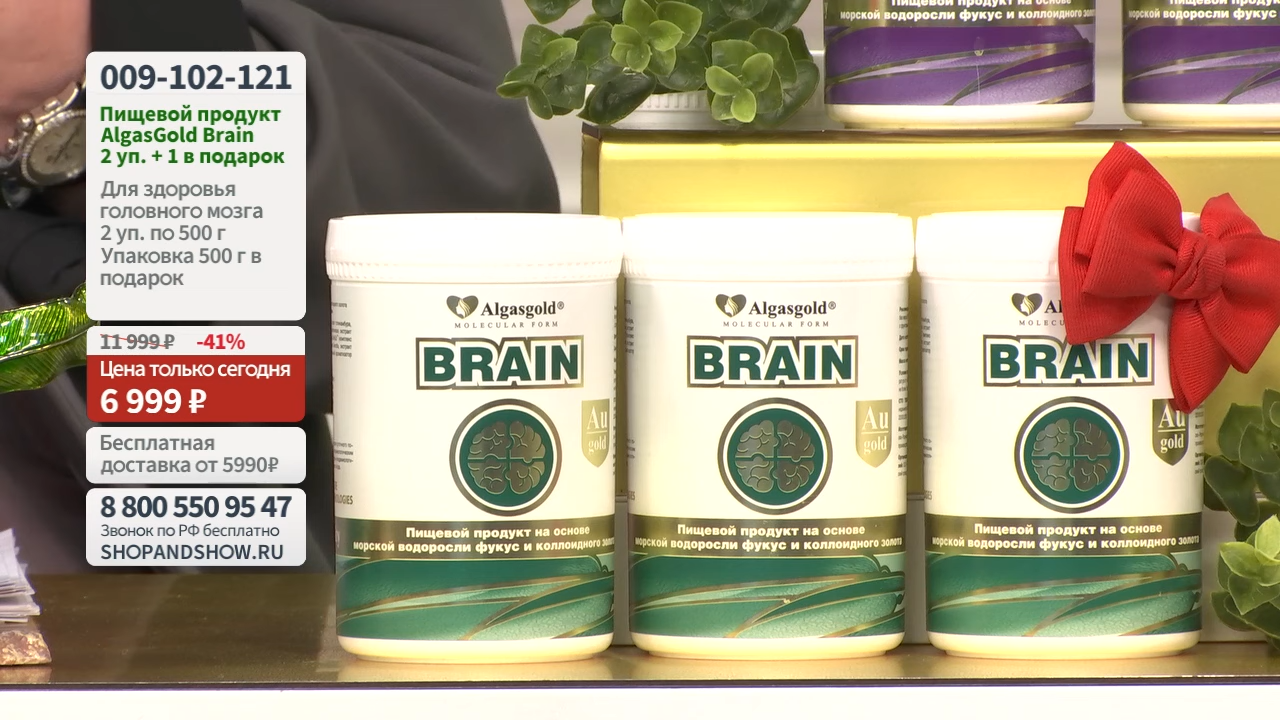 009-102-121
Пищевой продукт
AlgasGold Brain
2 уп. + 1 в подарок
Для здоровья
головного мозга
2 уп. по 500 г
Упаковка 500 г в
подарок
11 999 ₽ -41%
Цена только сегодня
6 999 ₽
Бесплатная
доставка от 5990₽
8 800 550 95 47
Звонок по РФ бесплатно
SHOPANDSHOW.RU
Пищевой продукт на основе
морской водоросли фукус и коллоидного золота
морской водоросли фукус
Algasgold®
MOLECULAR FORM
BRAIN
Au
gold
Пищевой продукт на основе
морской водоросли фукус и коллоидного золота
Algasgold®
MOLECULAR FORM
BRAIN
Au
gold
Пищевой продукт на основе
морской водоросли фукус и коллоидного золота
BRAIN
Au
gold
Пищевой продукт на основе
морской водоросли фукус и коллоидного золота